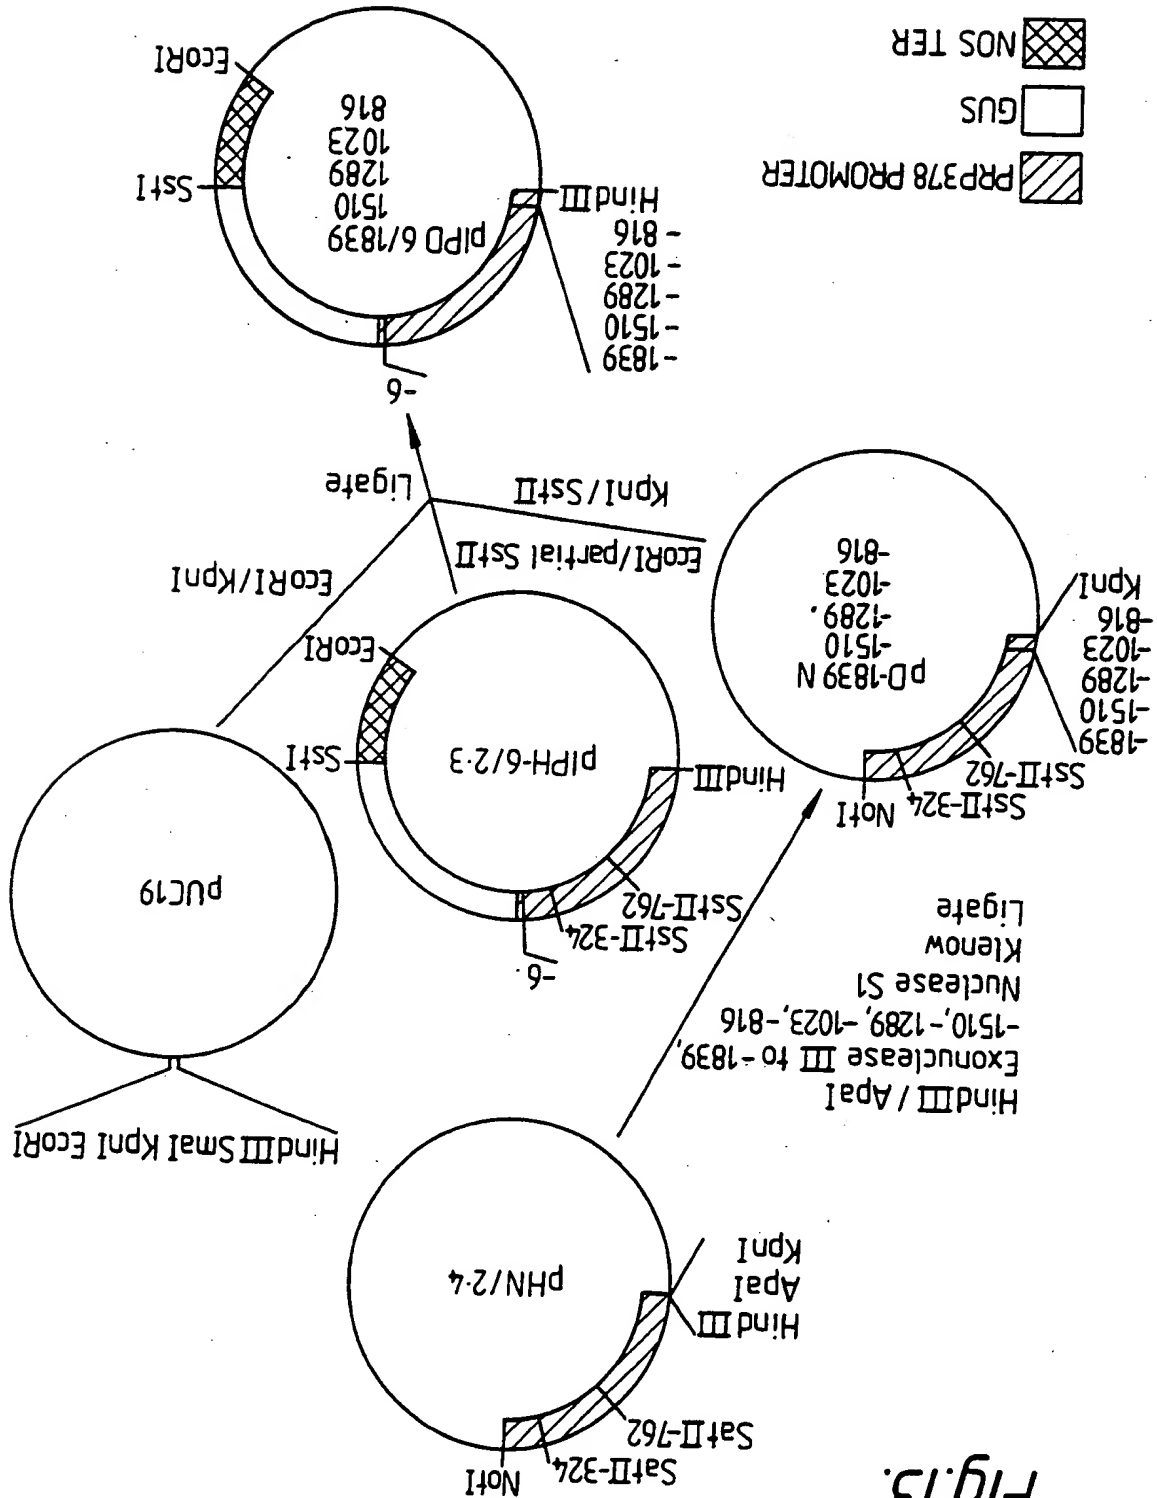 Fig.13.
NotI
SatII-324
SatII-762
HindIII
ApaI
KpnI
pHN/2·4
HindIII SmaI KpnI EcoRI
pUC19
HindIII / ApaI
Exonuclease III to -1839,
-1510,-1289,-1023,-816
Nuclease S1
Klenow
Ligate
-6.
SstII-324
SstII-762
HindIII
pIPH-6/2·3
SstI
EcoRI
NotI
SstII-324
SstII-762
-1839
-1510
-1289
-1023
-816
KpnI
pD-1839 N
-1510
-1289.
-1023
-816
EcoRI/KpnI
EcoRI/partial SstII
KpnI/SstII
Ligate
-6
-1839
-1510
-1289
-1023
-816
HindIII
pIPD 6/1839
1510
1289
1023
816
SstI
EcoRI
PRP378 PROMOTER
GUS
NOS TER